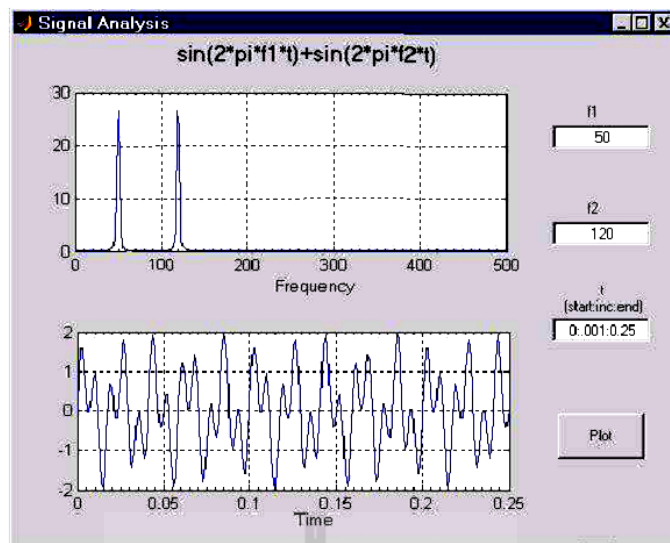 Signal Analysis
sin(2*pi*f1*t)+sin(2*pi*f2*t)
30
20
10
0
0 100 200 300 400 500
Frequency
f1
50
f2
120
t
(start:inc:end)
0:.001:0.25
2
1
0
-1
-2
0 0.05 0.1 0.15 0.2 0.25
Time
Plot